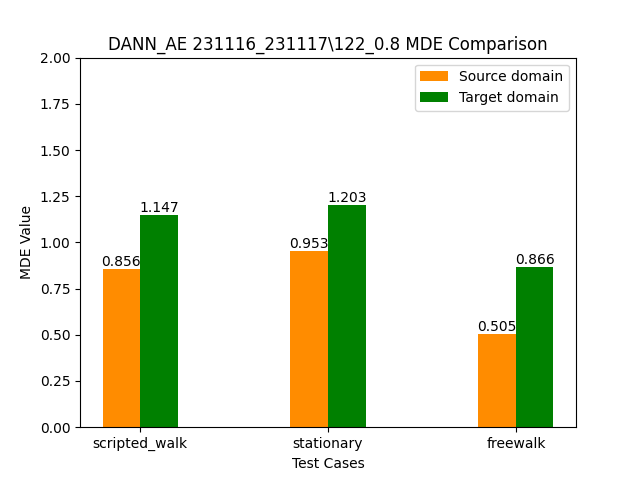 DANN_AE 231116_231117\122_0.8 MDE Comparison
Source domain
Target domain
MDE Value
2.00
1.75
1.50
1.25
1.00
0.75
0.50
0.25
0.00
0.856
1.147
0.953
1.203
0.505
0.866
scripted_walk
stationary
freewalk
Test Cases